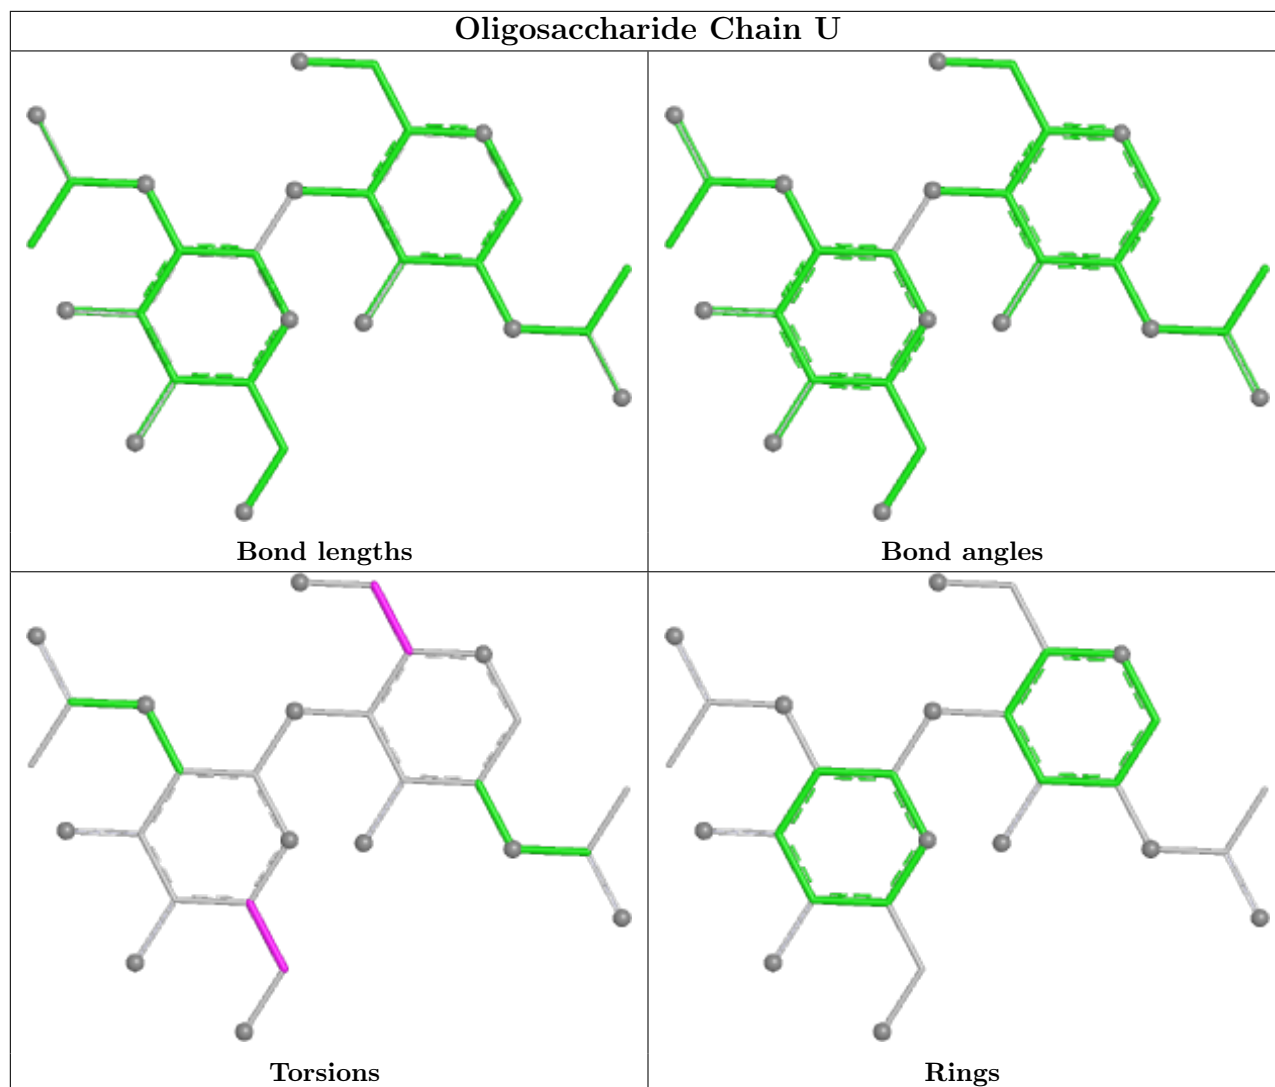 Oligosaccharide Chain U
Bond lengths
Bond angles
Torsions
Rings